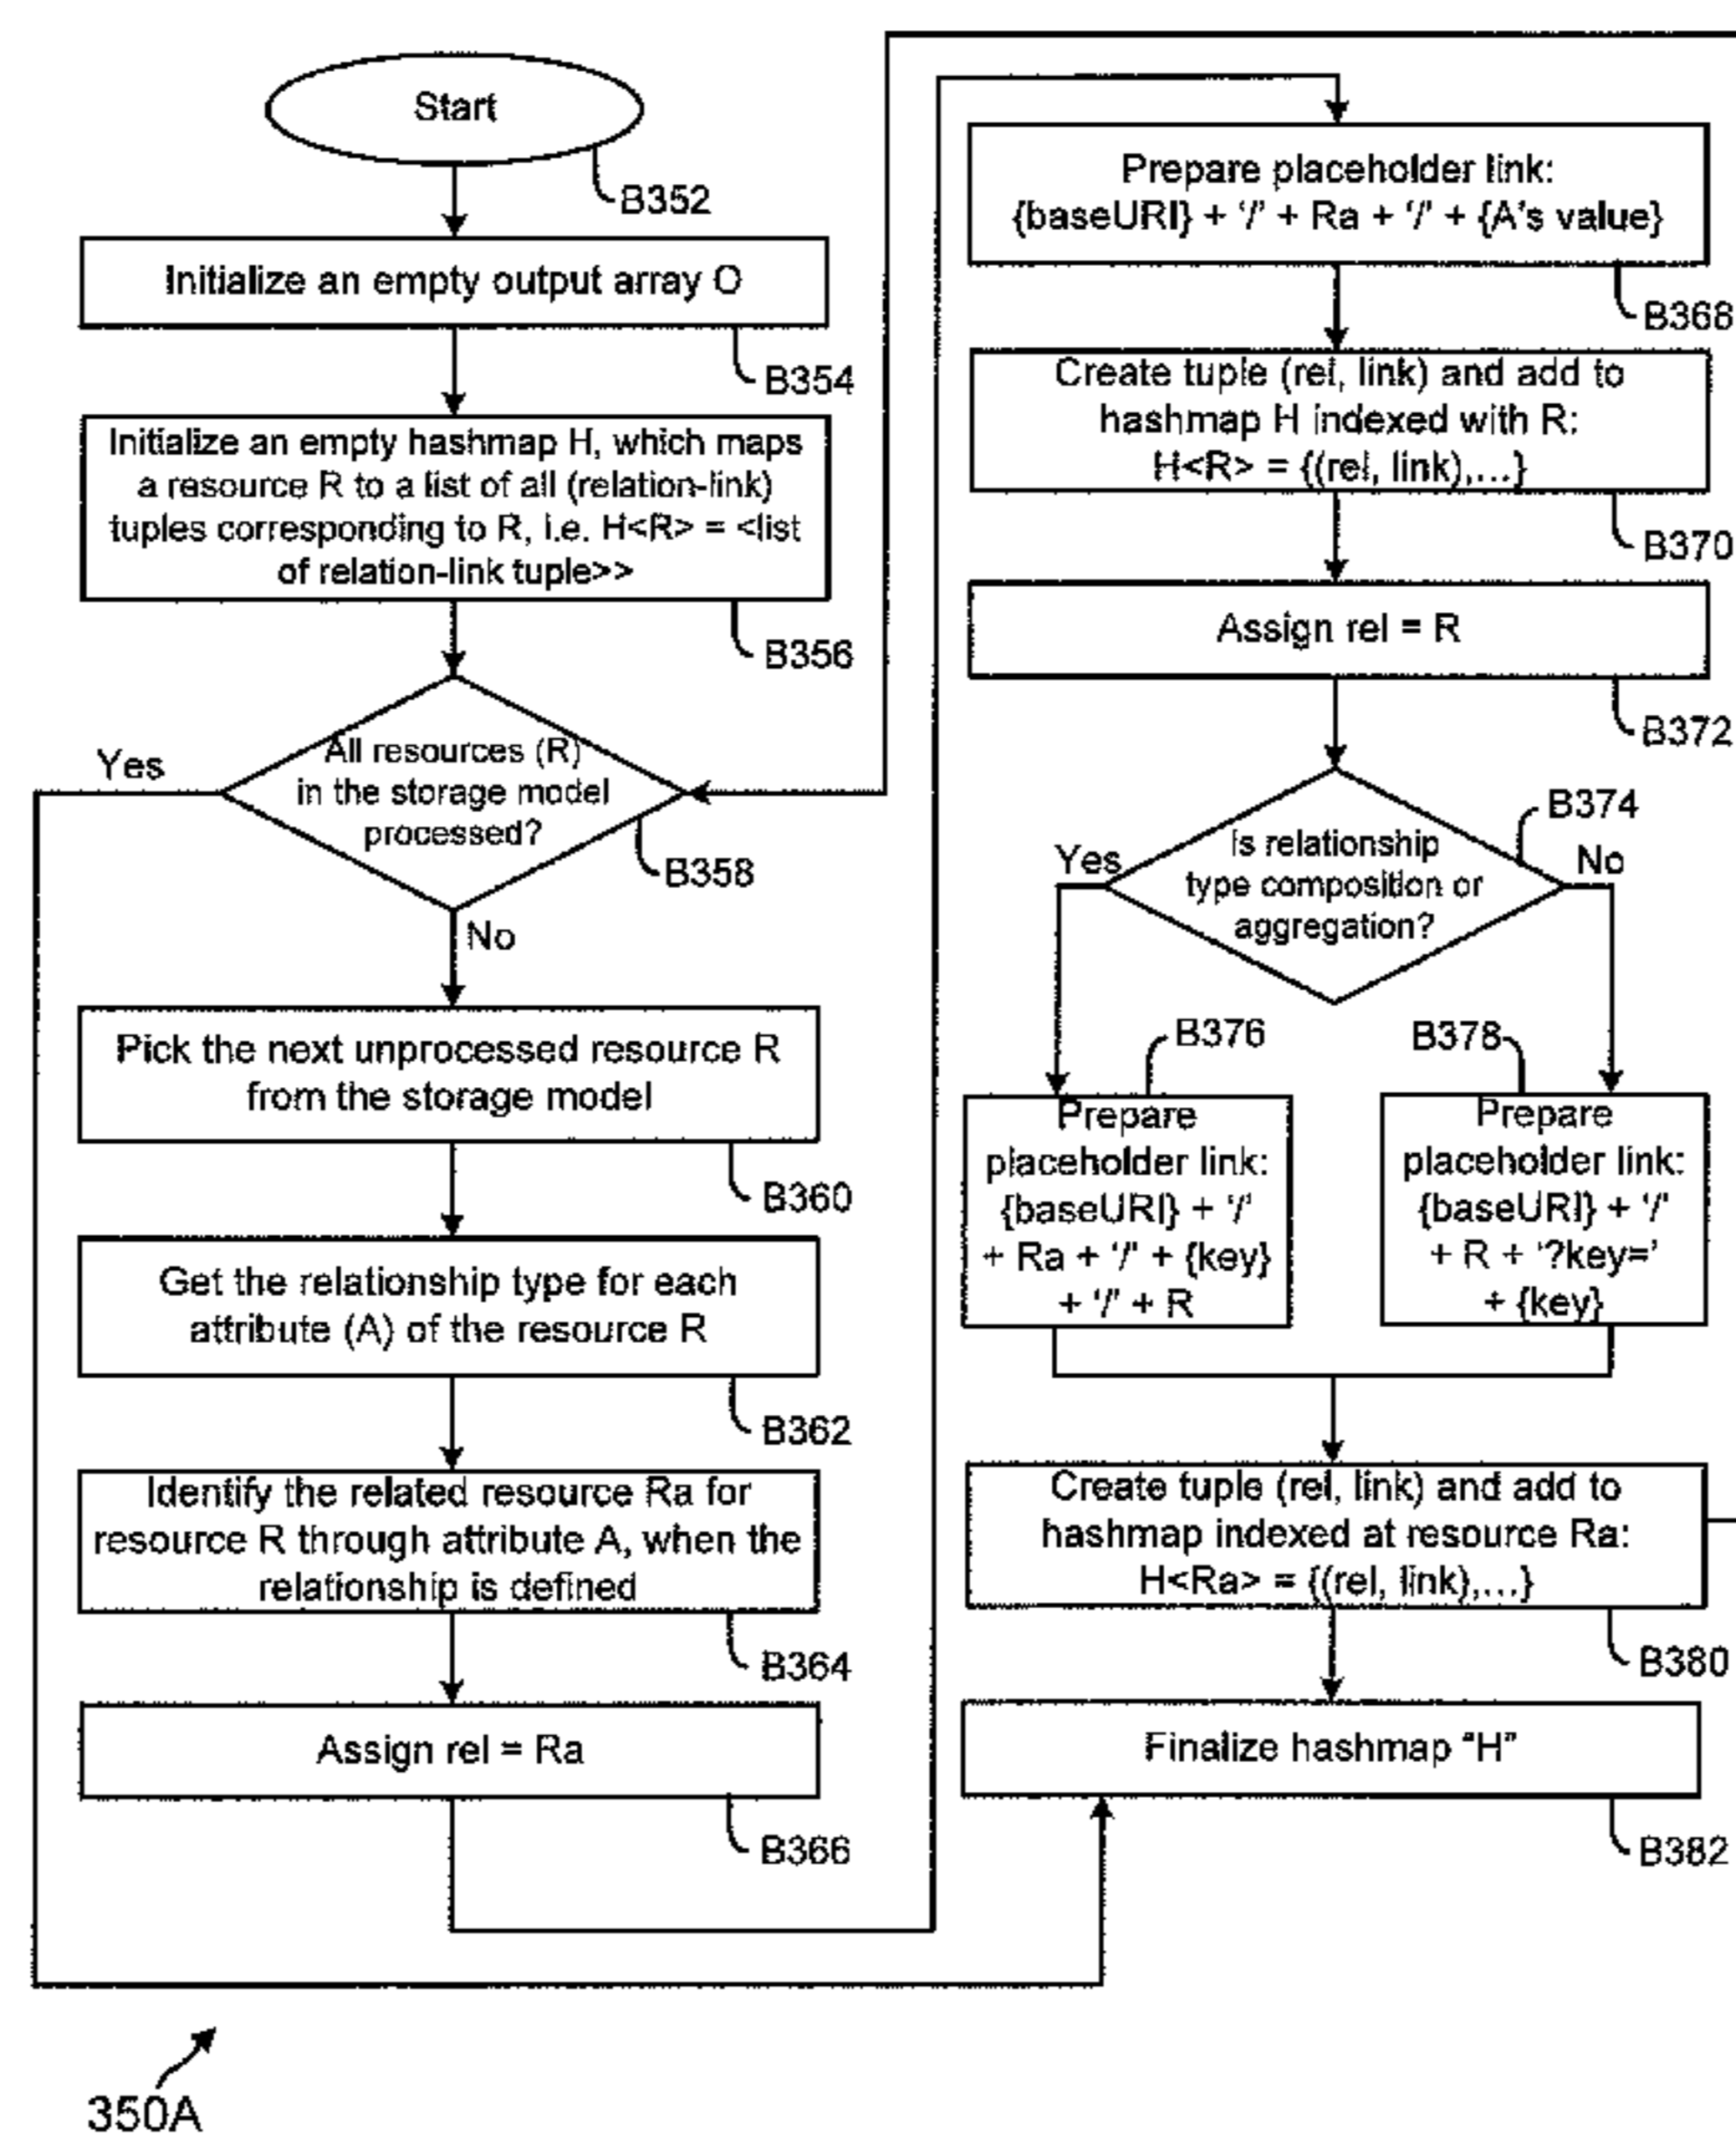 Start
B352
Initialize an empty output array O
B354
Initialize an empty hashmap H, which maps
a resource R to a list of all (relation-link)
tuples corresponding to R, i.e. H<R> = <list
of relation-link tuple>>
B356
All resources (R)
in the storage model
processed?
Yes
B358
No
Pick the next unprocessed resource R
from the storage model
B360
Get the relationship type for each
attribute (A) of the resource R
B362
Identify the related resource Ra for
resource R through attribute A, when the
relationship is defined
B364
Assign rel = Ra
B366
Prepare placeholder link:
{baseURI} + ‘/’ + Ra + ‘/’ + {A's value}
B368
Create tuple (rel, link) and add to
hashmap H indexed with R:
H<R> = {((rel, link),...}
B370
Assign rel = R
B372
B374
Is relationship
type composition or
aggregation?
Yes
No
B376
Prepare
placeholder link:
{baseURI} + ‘/’
+ Ra + ‘/’ + {key}
+ ‘/’ + R
B378
Prepare
placeholder link:
{baseURI} + ‘/’
+ R + ‘?key=’
+ {key}
Create tuple (rel, link) and add to
hashmap indexed at resource Ra:
H<Ra> = {((rel, link),...}
B380
Finalize hashmap “H”
B382
350A